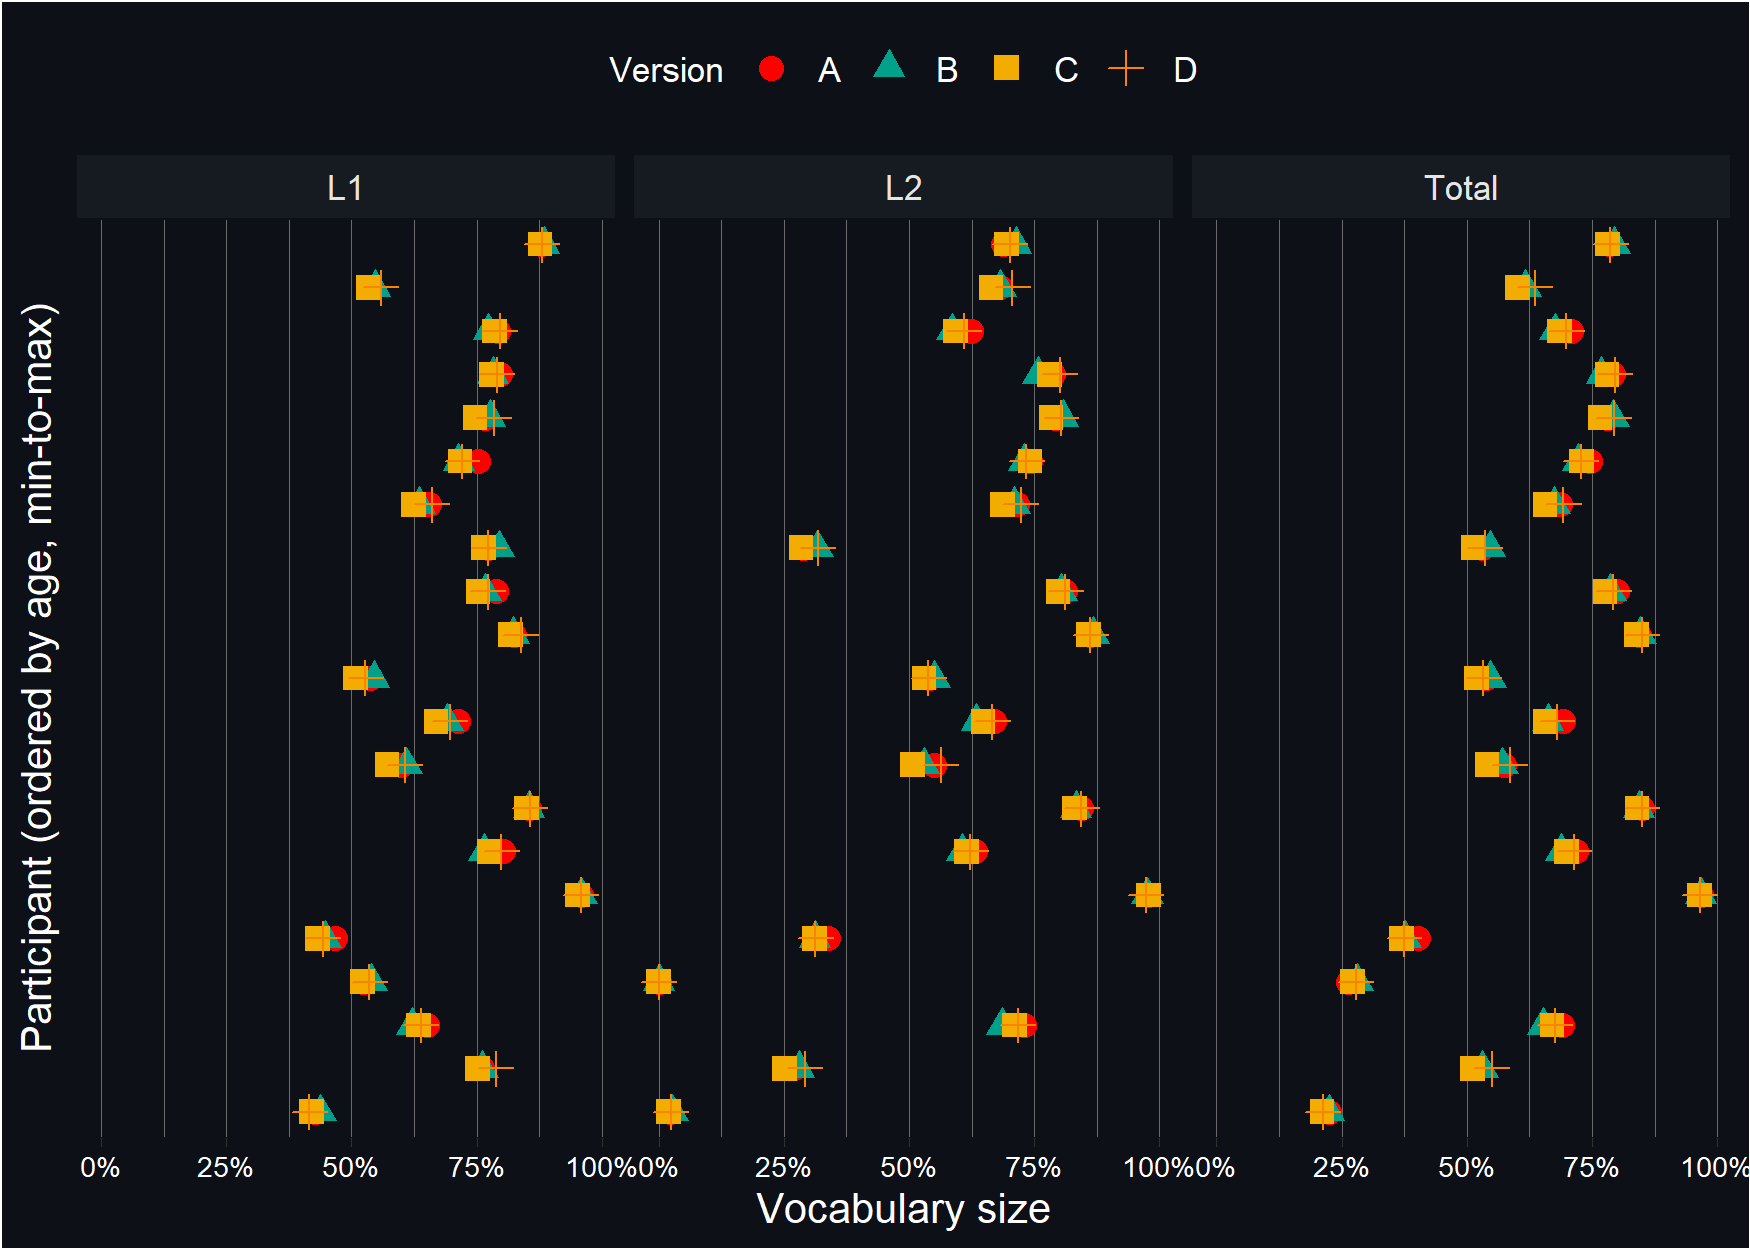 Version A B C D
L1 L2 Total
Participant (ordered by age, min-to-max)
0% 25% 50% 75% 100% 0% 25% 50% 75% 100% 0% 25% 50% 75% 100%
Vocabulary size